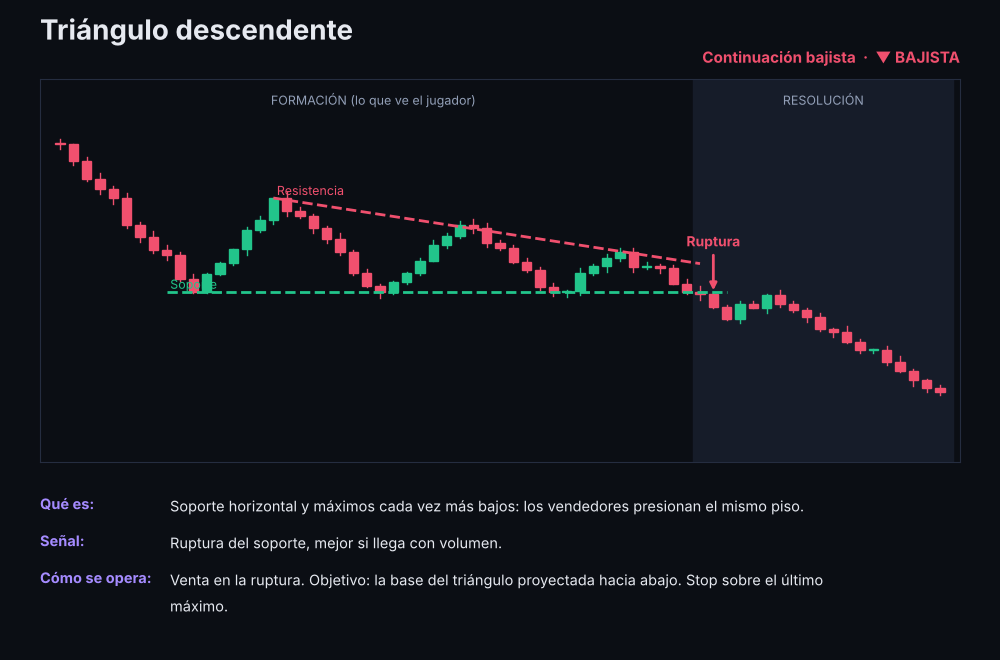 Triángulo descendente
Continuación bajista · ▼ BAJISTA
FORMACIÓN (lo que ve el jugador)
RESOLUCIÓN
Resistencia
Ruptura
Soporte
Qué es:
Soporte horizontal y máximos cada vez más bajos: los vendedores presionan el mismo piso.
Señal:
Ruptura del soporte, mejor si llega con volumen.
Cómo se opera:
Venta en la ruptura. Objetivo: la base del triángulo proyectada hacia abajo. Stop sobre el último
máximo.